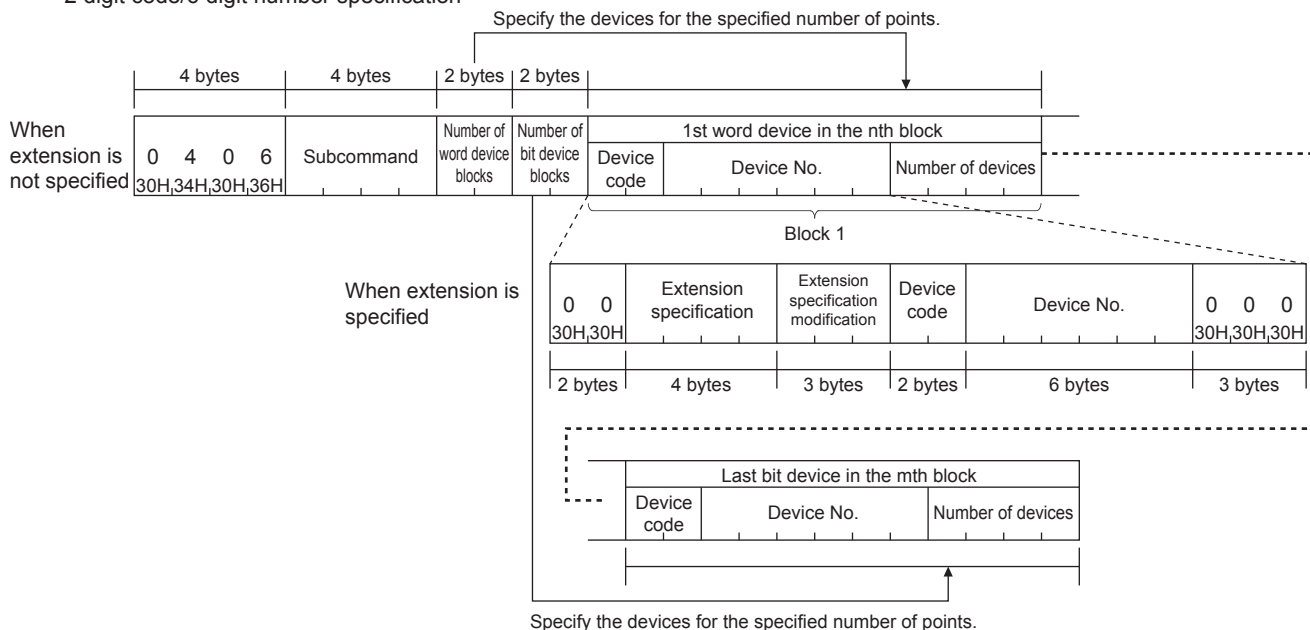 2-digit code/6-digit number specification
Specify the devices for the specified number of points.
4 bytes 4 bytes 2 bytes 2 bytes
When
extension is
not specified
0 4 0 6
30H 34H 30H 36H
Subcommand
Number of
word device
blocks
Number of
bit device
blocks
1st word device in the nth block
Device
code
Device No.
Number of devices
Block 1
When extension is
specified
0 0
30H 30H
Extension
specification
Extension
specification
modification
Device
code
Device No.
0 0 0
30H 30H 30H
2 bytes 4 bytes 3 bytes 2 bytes 6 bytes 3 bytes
Last bit device in the mth block
Device
code
Device No.
Number of devices
Specify the devices for the specified number of points.